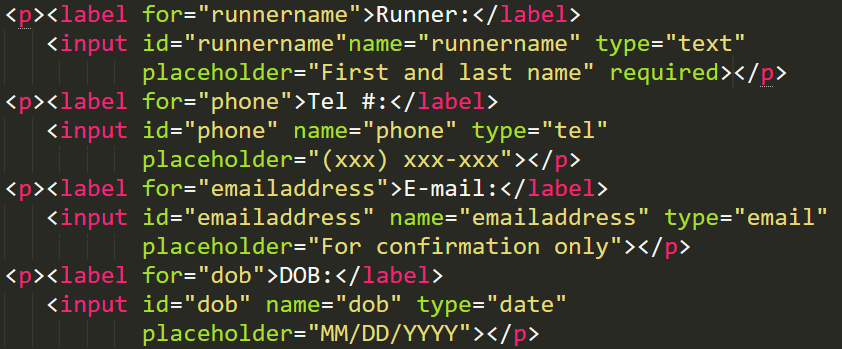 <p><label for="runnername">Runner:</label>
<input id="runnername"name="runnername" type="text"
placeholder="First and last name" required></p>
<p><label for="phone">Tel #:</label>
<input id="phone" name="phone" type="tel"
placeholder="(xxx) xxx-xxx"></p>
<p><label for="emailaddress">E-mail:</label>
<input id="emailaddress" name="emailaddress" type="email"
placeholder="For confirmation only"></p>
<p><label for="dob">DOB:</label>
<input id="dob" name="dob" type="date"
placeholder="MM/DD/YYYY"></p>